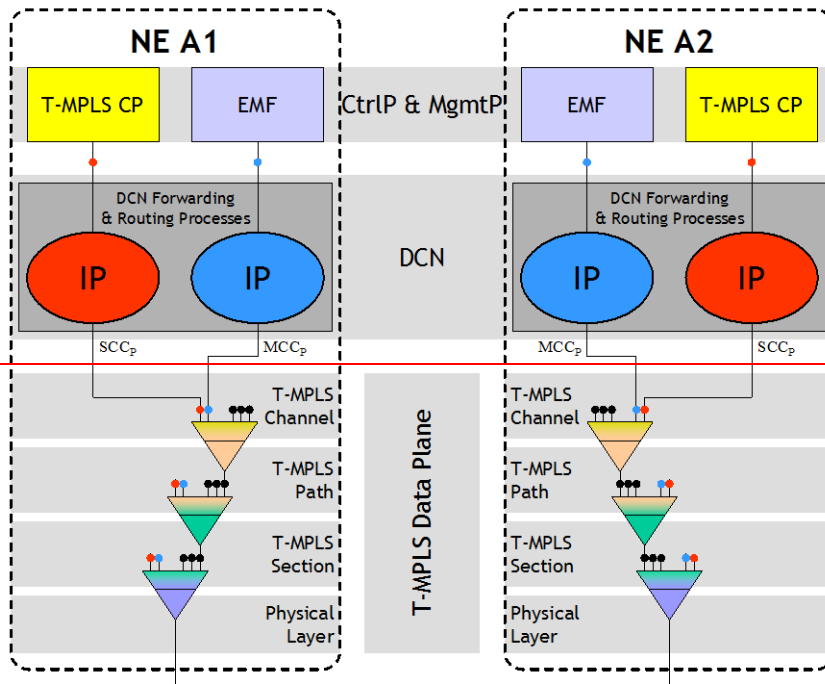 NE A1
NE A2
T-MPLS CP
EMF
CtrlP & MgmtP
EMF
T-MPLS CP
DCN Forwarding
& Routing Processes
DCN Forwarding
& Routing Processes
IP
IP
DCN
IP
IP
SCCP
MCCP
MCCP
SCCP
T-MPLS
Channel
T-MPLS
Path
T-MPLS
Section
Physical
Layer
T-MPLS Data Plane
T-MPLS
Channel
T-MPLS
Path
T-MPLS
Section
Physical
Layer